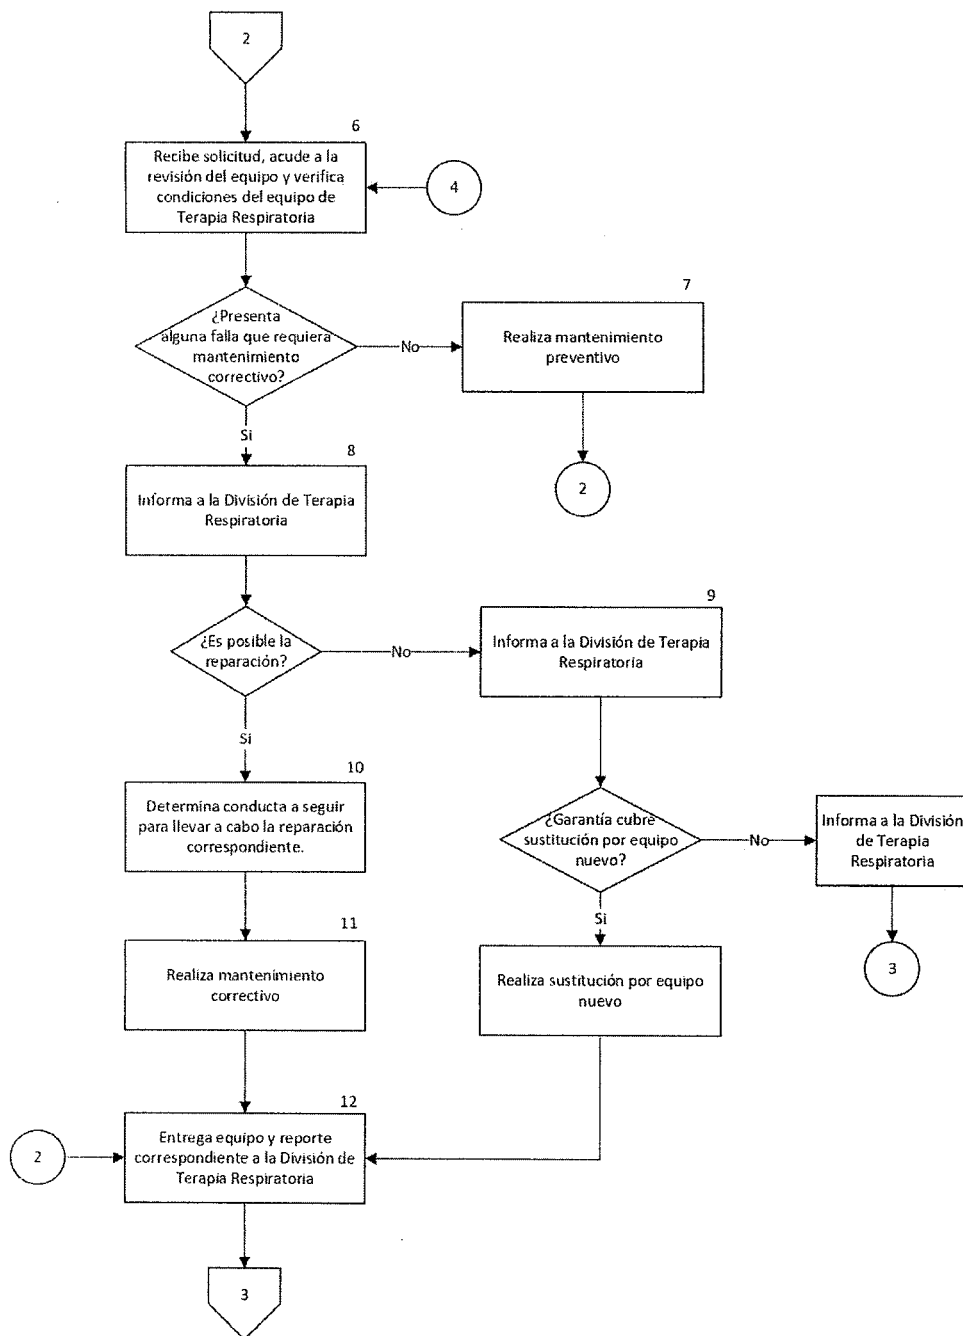 2
6
Recibe solicitud, acude a la
revisión del equipo y verifica
condiciones del equipo de
Terapia Respiratoria
4
¿Presenta
alguna falla que requiera
mantenimiento
correctivo?
No
7
Realiza mantenimiento
preventivo
2
Si
8
Informa a la División de Terapia
Respiratoria
¿Es posible la
reparación?
No
9
Informa a la División de Terapia
Respiratoria
Si
10
Determina conducta a seguir
para llevar a cabo la reparación
correspondiente.
¿Garantía cubre
sustitución por equipo
nuevo?
No
Informa a la División
de Terapia
Respiratoria
3
Si
11
Realiza mantenimiento
correctivo
Realiza sustitución por equipo
nuevo
12
Entrega equipo y reporte
correspondiente a la División de
Terapia Respiratoria
2
3